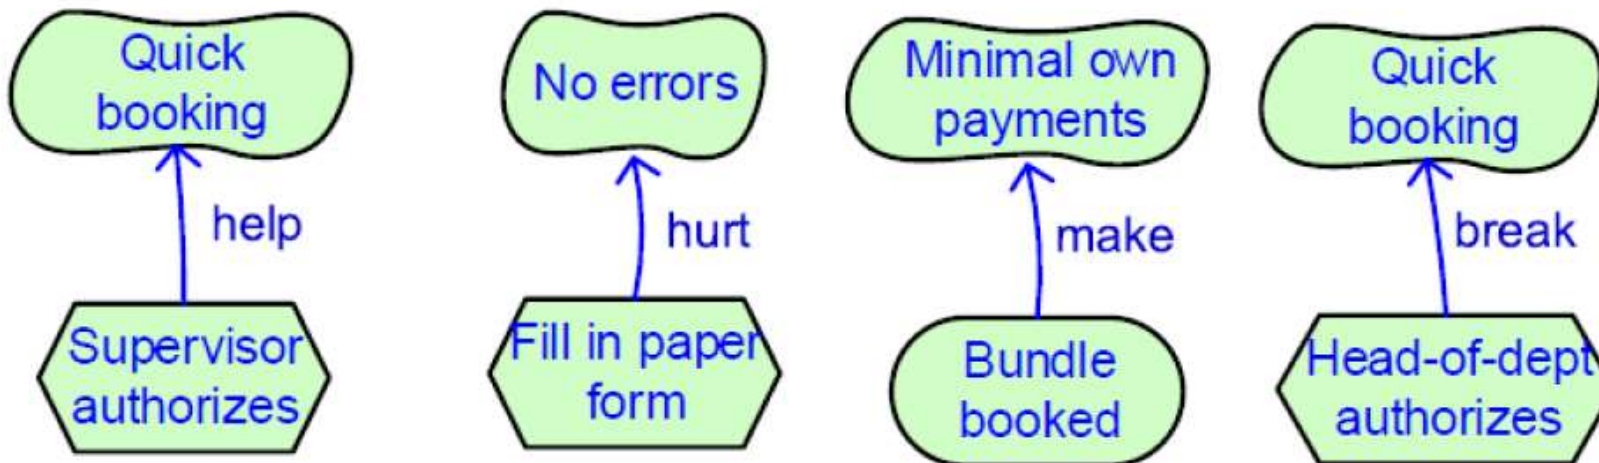 Quick
booking
No errors
Minimal own
payments
Quick
booking
help
hurt
make
break
Supervisor
authorizes
Fill in paper
form
Bundle
booked
Head-of-dept
authorizes